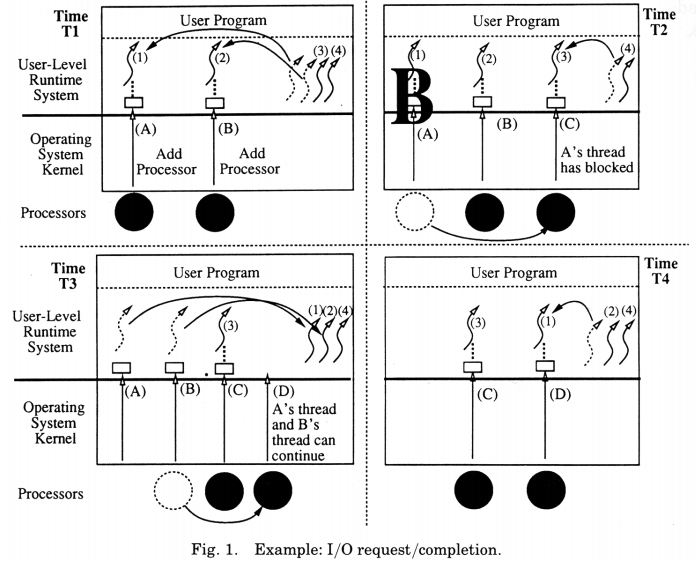 Time
T1
User Program
(1)
(2)
(3) (4)
User-Level
Runtime
System
(A)
(B)
Operating
System
Kernel
Add
Processor
Add
Processor
Processors
Time
T2
User Program
(1)
(2)
(3)
(4)
B
(A)
(B)
(C)
A's thread
has blocked
Time
T3
User Program
(3)
(1)(2)(4)
User-Level
Runtime
System
(A)
(B)
(C)
(D)
Operating
System
Kernel
A's thread
and B's
thread can
continue
Processors
Time
T4
User Program
(3)
(1)
(2) (4)
(C)
(D)
Fig. 1. Example: I/O request/completion.